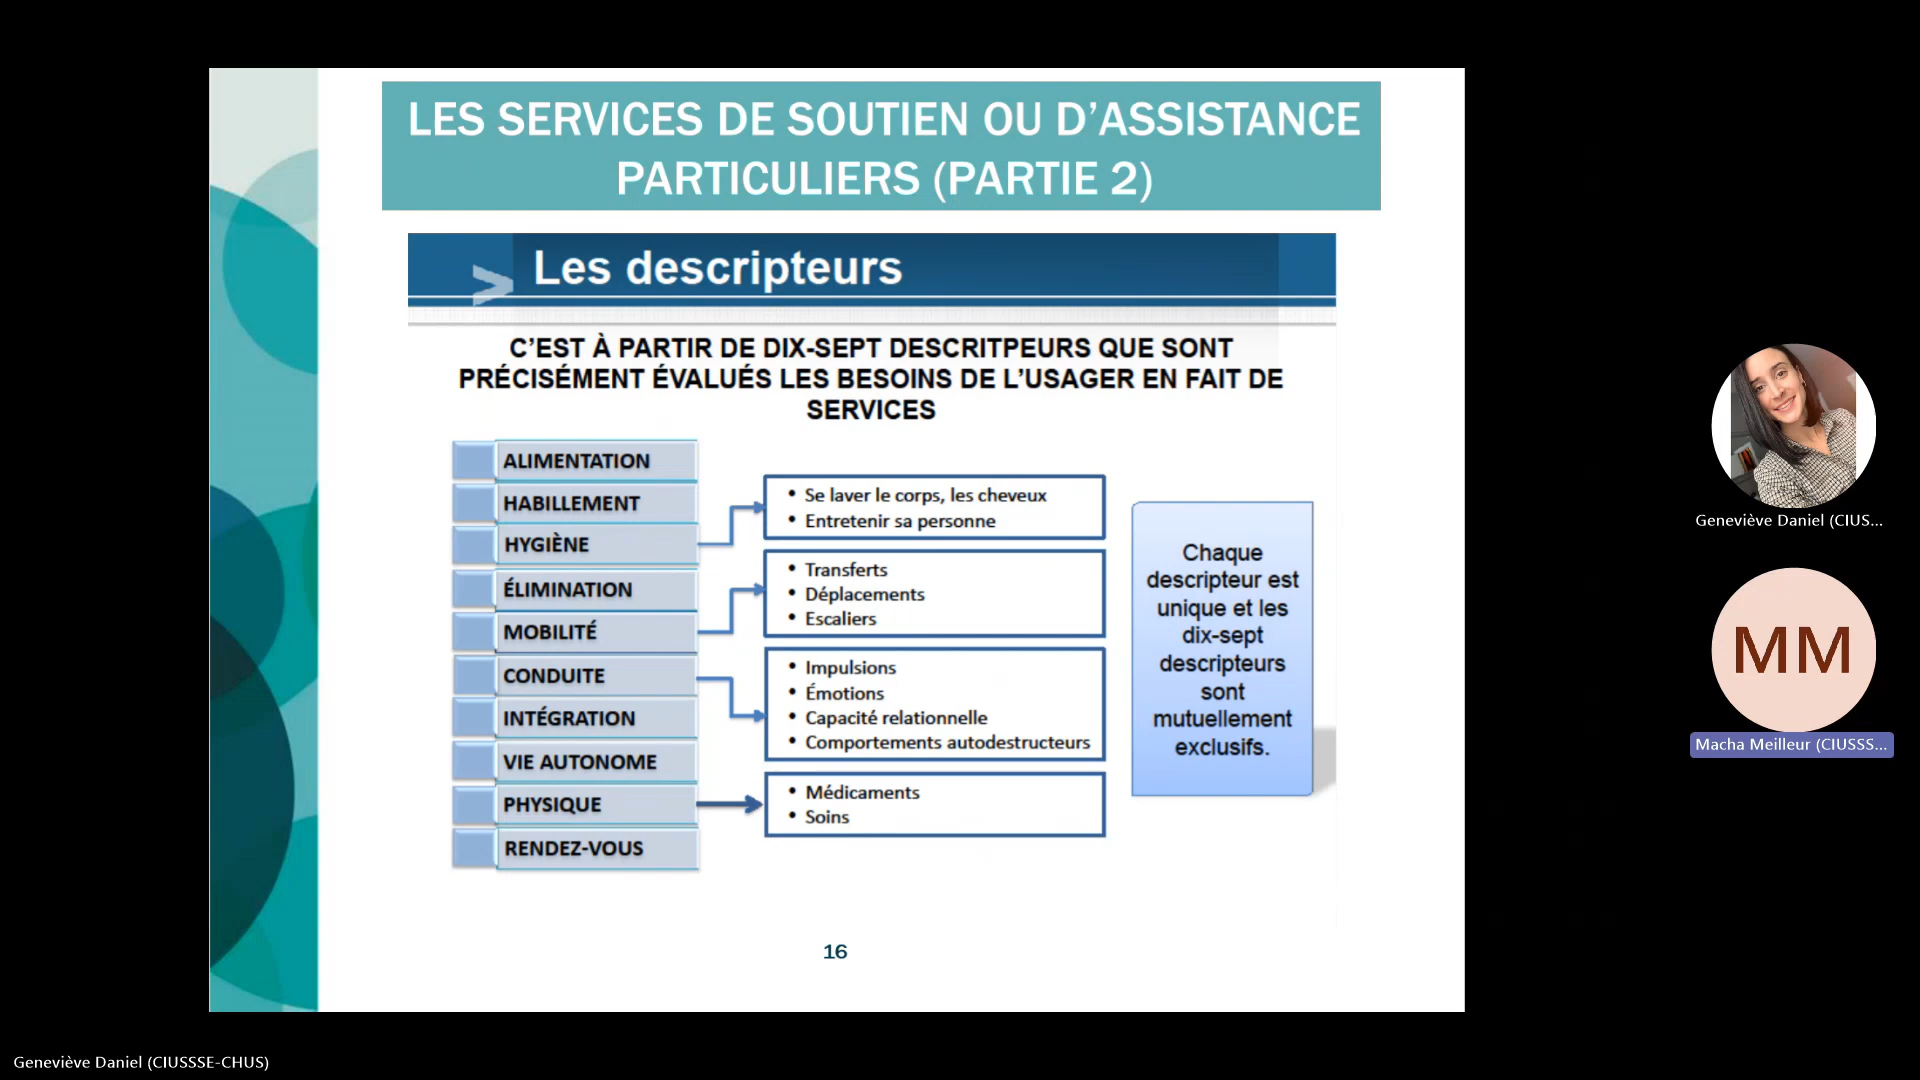 LES SERVICES DE SOUTIEN OU D’ASSISTANCE
PARTICULIERS (PARTIE 2)
Les descripteurs
C’EST À PARTIR DE DIX-SEPT DESCRITPEURS QUE SONT
PRÉCISÉMENT ÉVALUÉS LES BESOINS DE L’USAGER EN FAIT DE
SERVICES
ALIMENTATION
HABILLEMENT
HYGIÈNE
ÉLIMINATION
MOBILITÉ
CONDUITE
INTÉGRATION
VIE AUTONOME
PHYSIQUE
RENDEZ-VOUS
• Se laver le corps, les cheveux
• Entretenir sa personne
• Transferts
• Déplacements
• Escaliers
• Impulsions
• Émotions
• Capacité relationnelle
• Comportements autodestructeurs
• Médicaments
• Soins
Chaque
descripteur est
unique et les
dix-sept
descripteurs
sont
mutuellement
exclusifs.
16
Geneviève Daniel (CIUS...
MM
Macha Meilleur (CIUSSS...
Geneviève Daniel (CIUSSSE-CHUS)